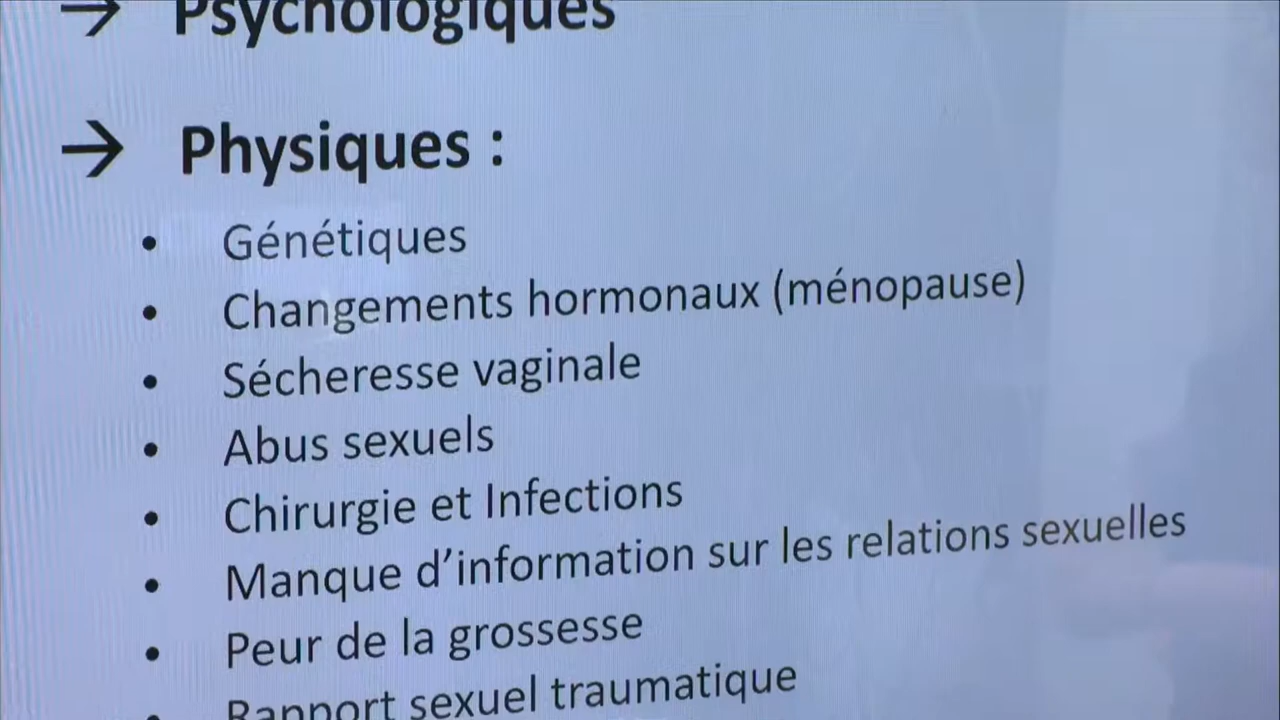 → Psychologiques
→ Physiques :
• Génétiques
• Changements hormonaux (ménopause)
• Sécheresse vaginale
• Abus sexuels
• Chirurgie et Infections
• Manque d’information sur les relations sexuelles
• Peur de la grossesse
• Rapport sexuel traumatique